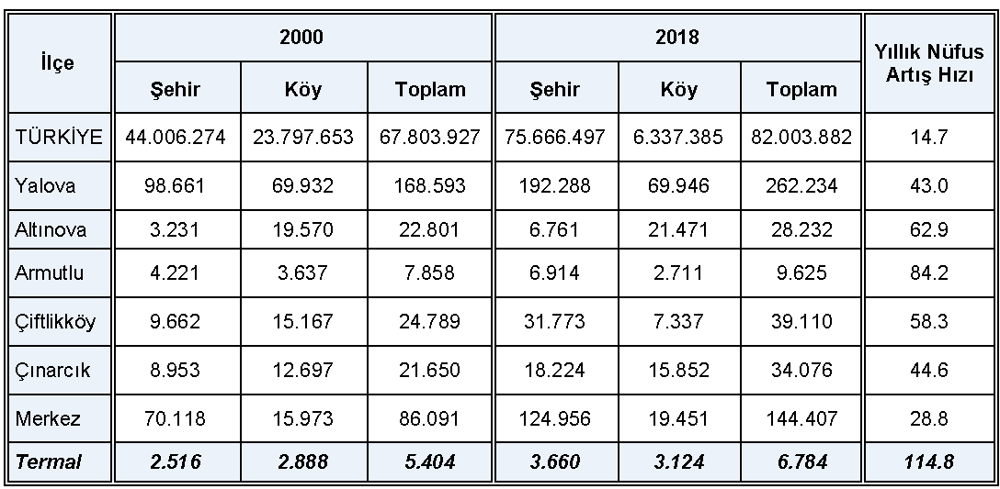 İlçe 2000 2018 Yıllık Nüfus Artış Hızı
Şehir Köy Toplam Şehir Köy Toplam
TÜRKİYE 44.006.274 23.797.653 67.803.927 75.666.497 6.337.385 82.003.882 14.7
Yalova 98.661 69.932 168.593 192.288 69.946 262.234 43.0
Altınova 3.231 19.570 22.801 6.761 21.471 28.232 62.9
Armutlu 4.221 3.637 7.858 6.914 2.711 9.625 84.2
Çiftlikköy 9.662 15.167 24.789 31.773 7.337 39.110 58.3
Çınarcık 8.953 12.697 21.650 18.224 15.852 34.076 44.6
Merkez 70.118 15.973 86.091 124.956 19.451 144.407 28.8
Termal 2.516 2.888 5.404 3.660 3.124 6.784 114.8